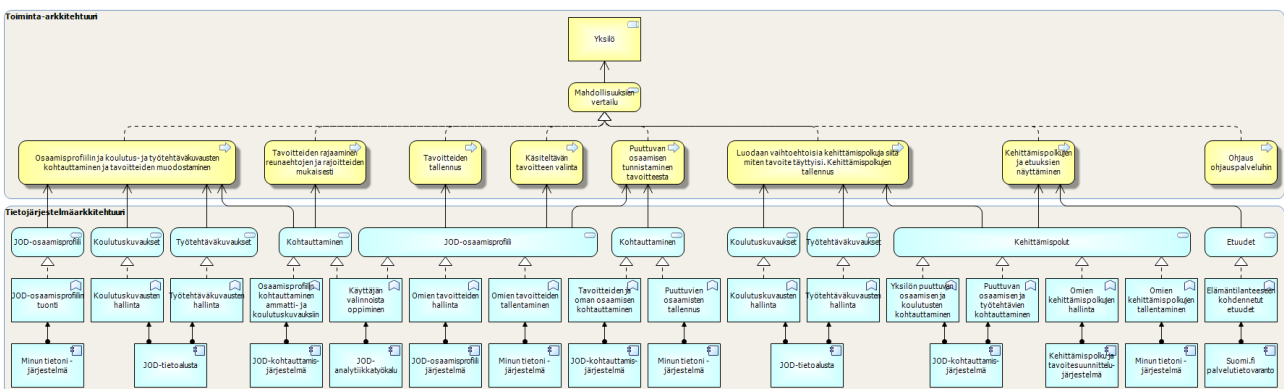 Toiminta-arkkitehtuuri
Yksilö
Mahdollisuuksien
vertailu
Osaamisprofiilin ja koulutus- ja työtehtäväkuvausten
kohtauttaminen ja tavoitteiden muodostaminen
Tavoitteiden rajaaminen
reunaehtojen ja rajoitteiden
mukaisesti
Tavoitteiden
tallennus
Käsiteltävän
tavoitteen valinta
Puuttuvan
osaamisen
tunnistaminen
tavoitteesta
Luodaan vaihtoehtoisia kehittämispolkuja siitä
miten tavoite täyttyisi. Kehittämispolkujen
tallennus
Kehittämispolkujen
ja etuuksien
näyttäminen
Ohjaus
ohjauspalveluihin
Tietojärjestelmäarkkitehtuuri
JOD-osaamisprofiili
Koulutuskuvaukset
Työtehtäväkuvaukset
Kohtauttaminen
JOD-osaamisprofiili
Kohtauttaminen
Koulutuskuvaukset
Työtehtäväkuvaukset
Kehittämispolut
Etuudet
JOD-osaamisprofiilin
tuonti
Koulutuskuvausten
hallinta
Työtehtäväkuvausten
hallinta
Osaamisprofiilin
kohtauttaminen
ammatti- ja
koulutuskuvauksiin
Käyttäjän
valinnoista
oppiminen
Omien tavoitteiden
hallinta
Omien tavoitteiden
tallentaminen
Tavoitteiden ja
oman osaamisen
kohtauttaminen
Puuttuvien
osaamisten
tallennus
Koulutuskuvausten
hallinta
Työtehtäväkuvausten
hallinta
Yksilön puuttuvan
osaamisen ja
koulutusten
kohtauttaminen
Puuttuvan
osaamisen ja
työtehtävien
kohtauttaminen
Omien
kehittämispolkujen
hallinta
Omien
kehittämispolkujen
tallentaminen
Elämäntilanteeseen
kohdennetut
etuudet
Minun tietoni -
järjestelmä
JOD-tietoalusta
JOD-kohtauttamis-
järjestelmä
JOD-
analytiikkatyökalu
JOD-osaamisprofiili
järjestelmä
Minun tietoni -
järjestelmä
JOD-kohtauttamis-
järjestelmä
Minun tietoni -
järjestelmä
JOD-tietoalusta
JOD-kohtauttamis-
järjestelmä
Kehittämispolku ja
tavoitesuunnittelu-
järjestelmä
Minun tietoni -
järjestelmä
Suomi.fi
palvelutietovaranto